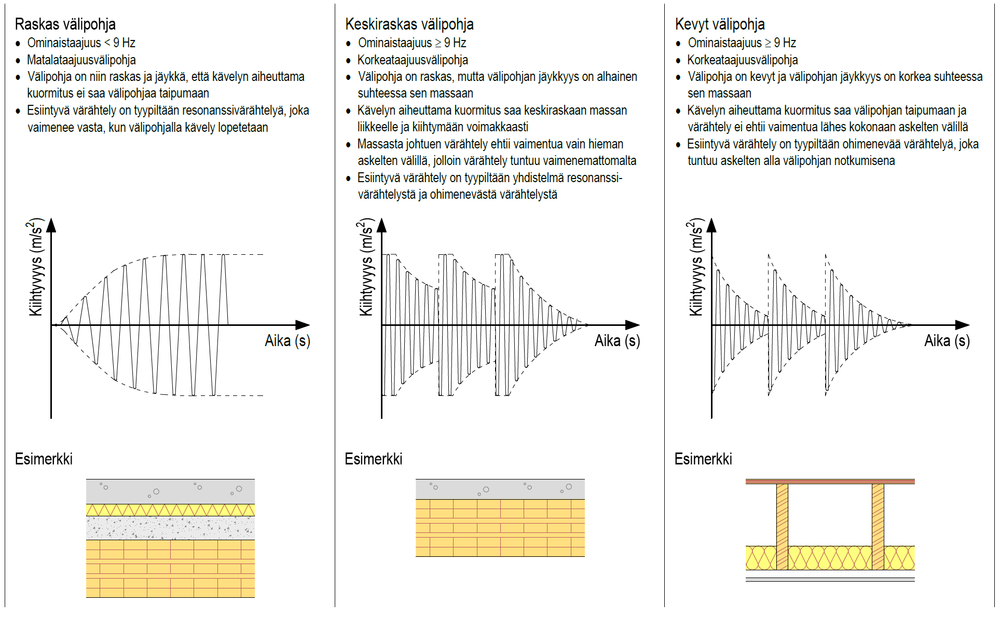 Raskas välipohja
• Ominaistaajuus < 9 Hz
• Matalataajuusvälipohja
• Välipohja on niin raskas ja jäykkä, että kävelyn aiheuttama
kuormitus ei saa välipohjaa taipumaan
• Esiintyvä värähtely on tyypiltään resonanssivärähtelyä, joka
vaimenee vasta, kun välipohjalla kävely lopetetaan
Kiihtyvyys (m/s²)
Aika (s)
Esimerkki
Keskiraskas välipohja
• Ominaistaajuus ≥ 9 Hz
• Korkeataajuusvälipohja
• Välipohja on raskas, mutta välipohjan jäykkyys on alhainen
suhteessa sen massaan
• Kävelyn aiheuttama kuormitus saa keskiraskaan massan
liikkeelle ja kiihtymään voimakkaasti
• Massasta johtuen värähtely ehtii vaimentua vain hieman
askelten välillä, jolloin värähtely tuntuu vaimenemattomalta
• Esiintyvä värähtely on tyypiltään yhdistelmä resonanssi-
värähtelystä ja ohimenevästä värähtelystä
Kiihtyvyys (m/s²)
Aika (s)
Esimerkki
Kevyt välipohja
• Ominaistaajuus ≥ 9 Hz
• Korkeataajuusvälipohja
• Välipohja on kevyt ja välipohjan jäykkyys on korkea suhteessa
sen massaan
• Kävelyn aiheuttama kuormitus saa välipohjan taipumaan ja
värähtely ei ehtii vaimentua lähes kokonaan askelten välillä
• Esiintyvä värähtely on tyypiltään ohimenevää värähtelyä, joka
tuntuu askelten alla välipohjan notkumisena
Kiihtyvyys (m/s²)
Aika (s)
Esimerkki